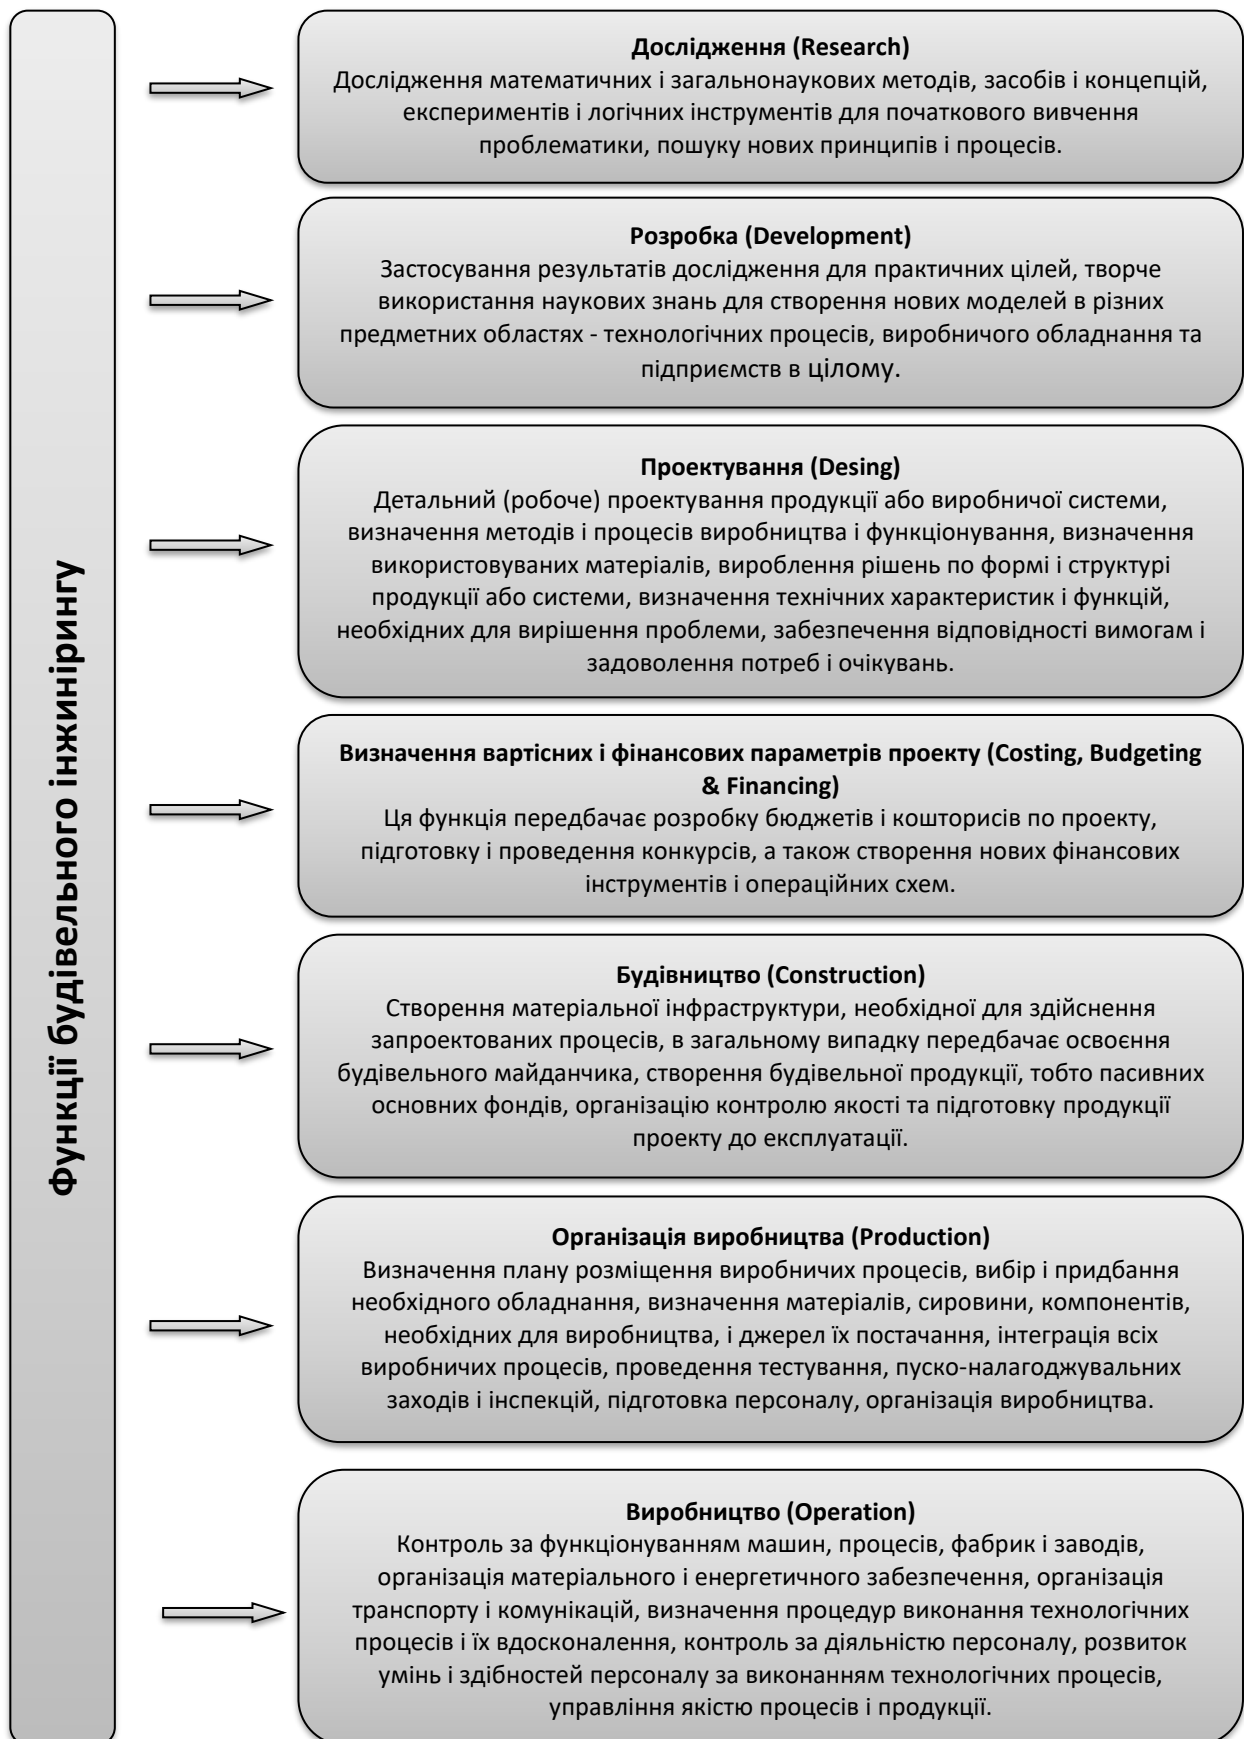 Функції будівельного інжинірингу
Дослідження (Research)
Дослідження математичних і загальнонаукових методів, засобів і концепцій,
експериментів і логічних інструментів для початкового вивчення
проблематики, пошуку нових принципів і процесів.
Розробка (Development)
Застосування результатів дослідження для практичних цілей, творче
використання наукових знань для створення нових моделей в різних
предметних областях - технологічних процесів, виробничого обладнання та
підприємств в цілому.
Проектування (Desing)
Детальний (робоче) проектування продукції або виробничої системи,
визначення методів і процесів виробництва і функціонування, визначення
використовуваних матеріалів, вироблення рішень по формі і структурі
продукції або системи, визначення технічних характеристик і функцій,
необхідних для вирішення проблеми, забезпечення відповідності вимогам і
задоволення потреб і очікувань.
Визначення вартісних і фінансових параметрів проекту (Costing, Budgeting
& Financing)
Ця функція передбачає розробку бюджетів і кошторисів по проекту,
підготовку і проведення конкурсів, а також створення нових фінансових
інструментів і операційних схем.
Будівництво (Construction)
Створення матеріальної інфраструктури, необхідної для здійснення
запроектованих процесів, в загальному випадку передбачає освоєння
будівельного майданчика, створення будівельної продукції, тобто пасивних
основних фондів, організацію контролю якості та підготовку продукції
проекту до експлуатації.
Організація виробництва (Production)
Визначення плану розміщення виробничих процесів, вибір і придбання
необхідного обладнання, визначення матеріалів, сировини, компонентів,
необхідних для виробництва, і джерел їх постачання, інтеграція всіх
виробничих процесів, проведення тестування, пуско-налагоджувальних
заходів і інспекцій, підготовка персоналу, організація виробництва.
Виробництво (Operation)
Контроль за функціонуванням машин, процесів, фабрик і заводів,
організація матеріального і енергетичного забезпечення, організація
транспорту і комунікацій, визначення процедур виконання технологічних
процесів і їх вдосконалення, контроль за діяльністю персоналу, розвиток
умінь і здібностей персоналу за виконанням технологічних процесів,
управління якістю процесів і продукції.